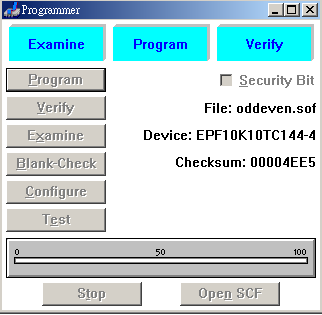 Programmer
Examine Program Verify
Program Security Bit
Verify File: oddeven.sof
Examine Device: EPF10K10TC144-4
Blank-Check Checksum: 00004EE5
Configure
Test
0 50 100
Stop Open SCF